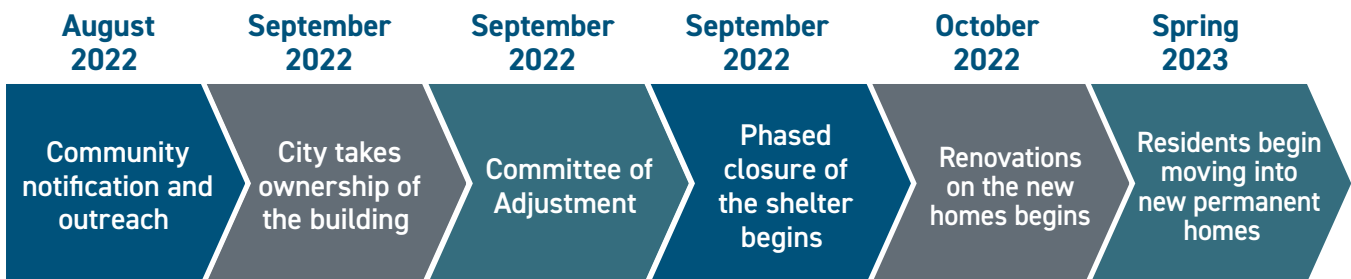 August
2022
September
2022
September
2022
September
2022
October
2022
Spring
2023
Community
notification and
outreach
City takes
ownership of
the building
Committee of
Adjustment
Phased
closure of
the shelter
begins
Renovations
on the new
homes begins
Residents begin
moving into
new permanent
homes